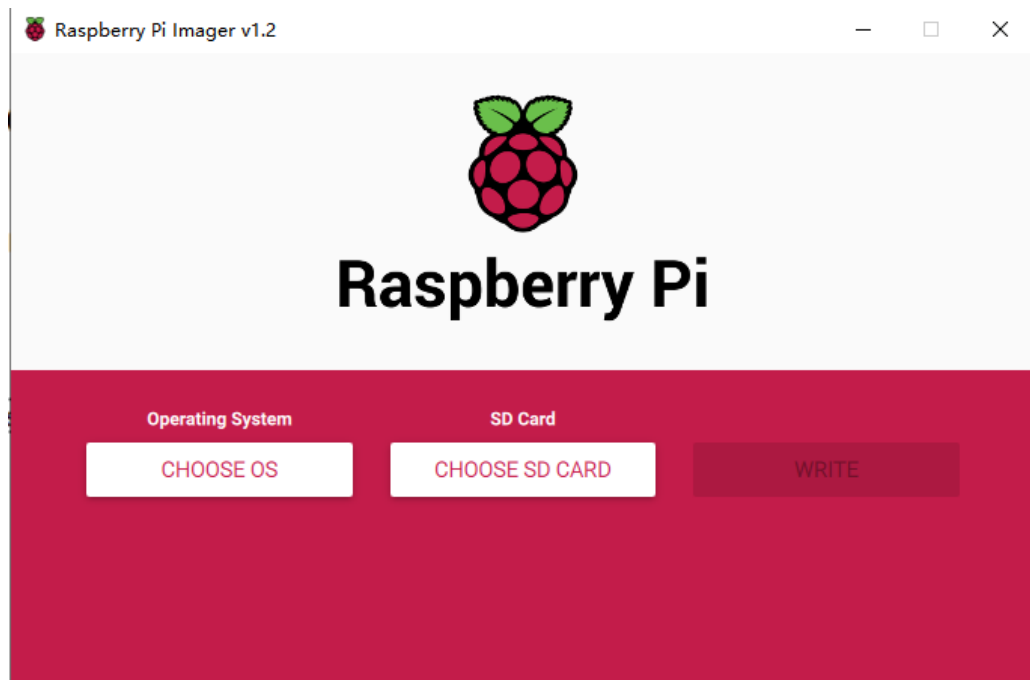 Raspberry Pi Imager v1.2
Raspberry Pi
Operating System
SD Card
CHOOSE OS
CHOOSE SD CARD
WRITE